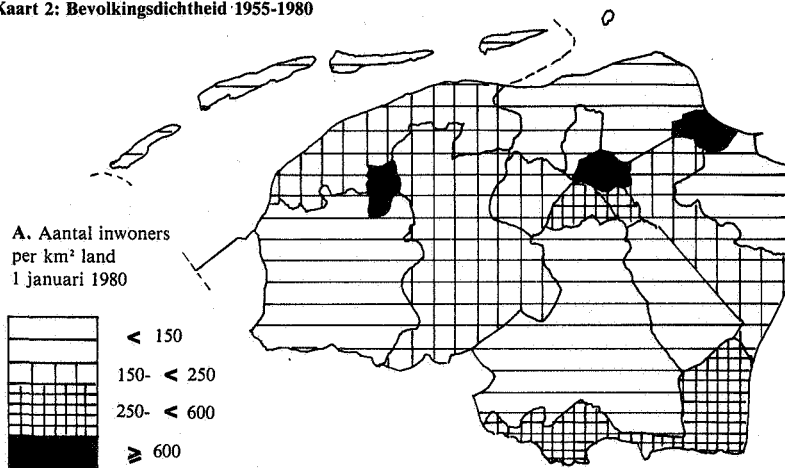 Kaart 2: Bevolkingsdichtheid 1955-1980
A. Aantal inwoners
per km² land
1 januari 1980
< 150
150- < 250
250- < 600
⩾ 600